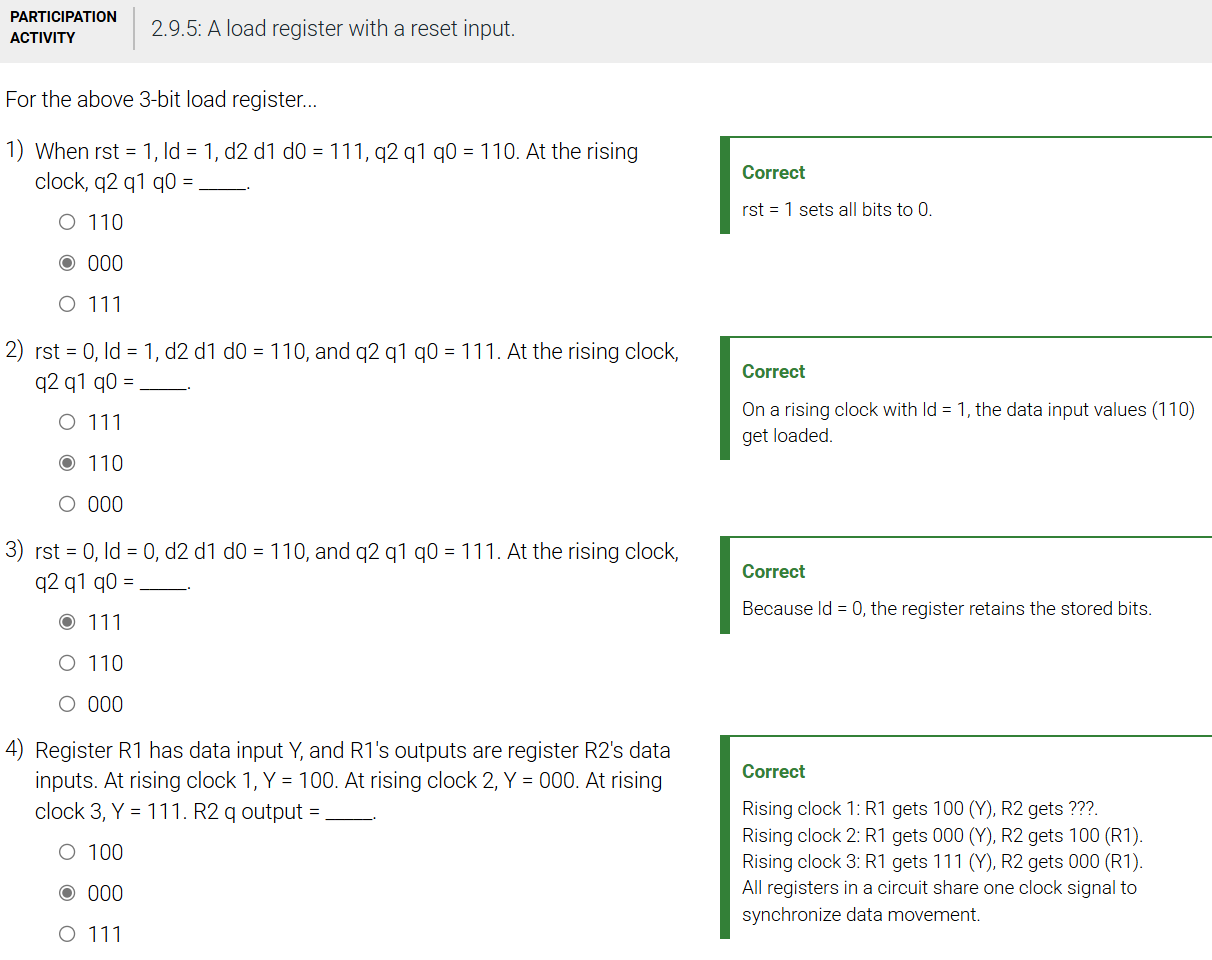 PARTICIPATION
ACTIVITY
2.9.5: A load register with a reset input.
For the above 3-bit load register...
1) When rst = 1, ld = 1, d2 d1 d0 = 111, q2 q1 q0 = 110. At the rising
clock, q2 q1 q0 = _____.
110
000
111
Correct
rst = 1 sets all bits to 0.
2) rst = 0, ld = 1, d2 d1 d0 = 110, and q2 q1 q0 = 111. At the rising clock,
q2 q1 q0 = _____.
111
110
000
Correct
On a rising clock with ld = 1, the data input values (110)
get loaded.
3) rst = 0, ld = 0, d2 d1 d0 = 110, and q2 q1 q0 = 111. At the rising clock,
q2 q1 q0 = _____.
111
110
000
Correct
Because ld = 0, the register retains the stored bits.
4) Register R1 has data input Y, and R1's outputs are register R2's data
inputs. At rising clock 1, Y = 100. At rising clock 2, Y = 000. At rising
clock 3, Y = 111. R2 q output = _____.
100
000
111
Correct
Rising clock 1: R1 gets 100 (Y), R2 gets ???.
Rising clock 2: R1 gets 000 (Y), R2 gets 100 (R1).
Rising clock 3: R1 gets 111 (Y), R2 gets 000 (R1).
All registers in a circuit share one clock signal to
synchronize data movement.